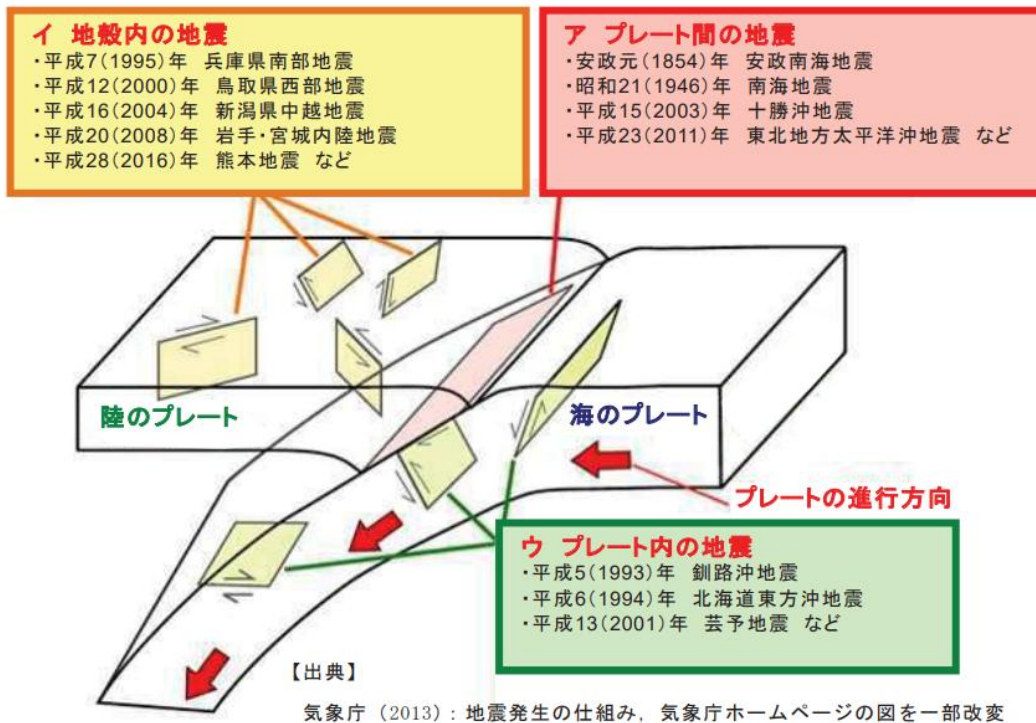 イ 地殻内の地震
・平成7(1995)年 兵庫県南部地震
・平成12(2000)年 鳥取県西部地震
・平成16(2004)年 新潟県中越地震
・平成20(2008)年 岩手・宮城内陸地震
・平成28(2016)年 熊本地震 など
ア プレート間の地震
・安政元(1854)年 安政南海地震
・昭和21(1946)年 南海地震
・平成15(2003)年 十勝沖地震
・平成23(2011)年 東北地方太平洋沖地震 など
陸のプレート
海のプレート
プレートの進行方向
ウ プレート内の地震
・平成5(1993)年 釧路沖地震
・平成6(1994)年 北海道東方沖地震
・平成13(2001)年 芸予地震 など
【出典】
気象庁 (2013):地震発生の仕組み,気象庁ホームページの図を一部改変